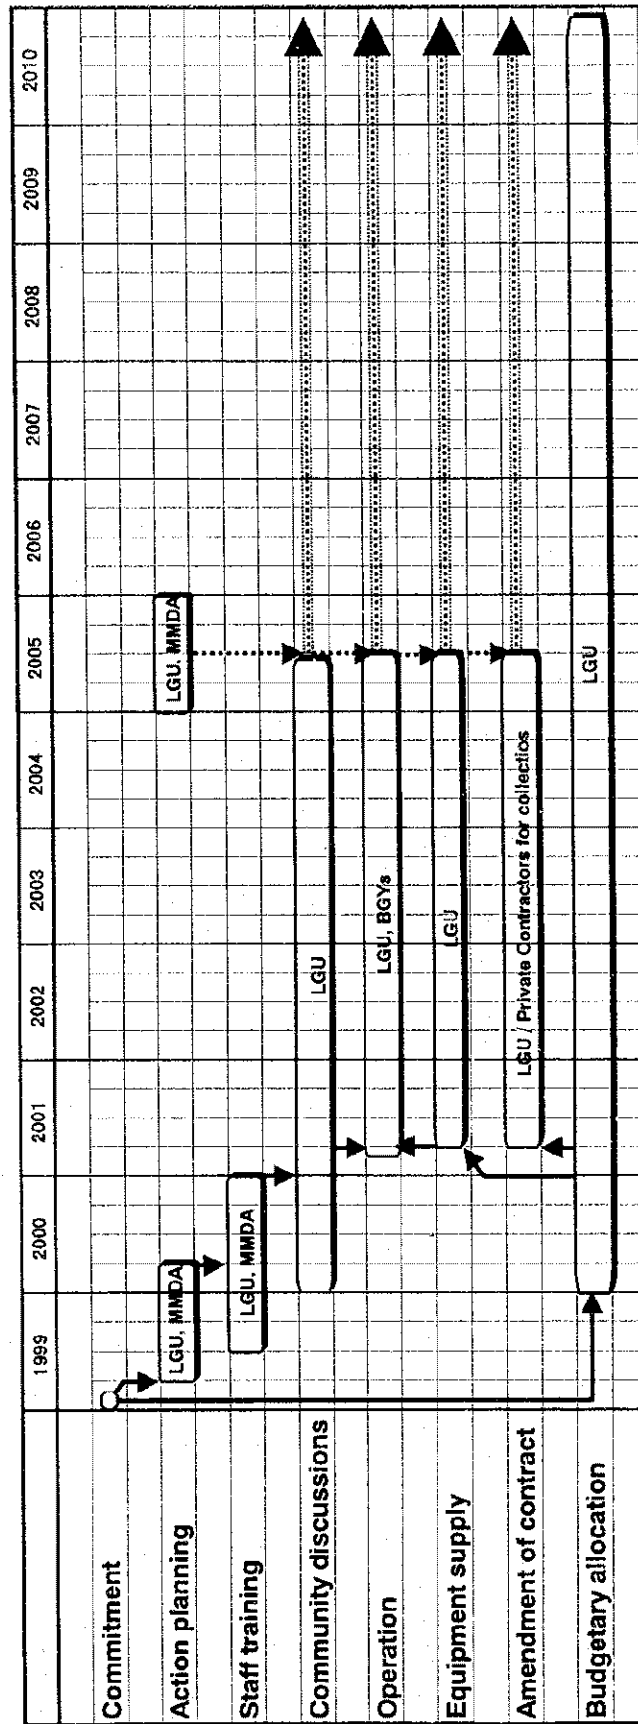 1999 2000 2001 2002 2003 2004 2005 2006 2007 2008 2009 2010
Commitment
Action planning LGU, MMDA LGU, MMDA
Staff training LGU, MMDA
Community discussions LGU
Operation LGU, BGYs
Equipment supply LGU
Amendment of contract LGU / Private Contractors for collectios
Budgetary allocation LGU